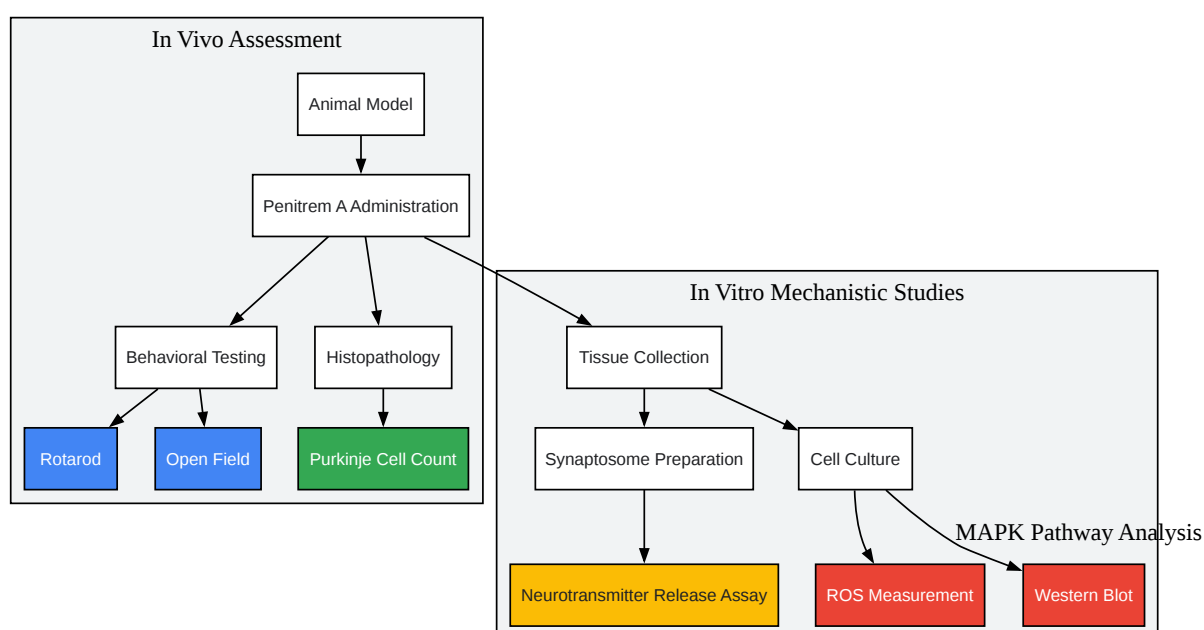 In Vivo Assessment
Animal Model
Penitrem A Administration
In Vitro Mechanistic Studies
Behavioral Testing
Histopathology
Tissue Collection
Rotarod
Open Field
Purkinje Cell Count
Synaptosome Preparation
Cell Culture
MAPK Pathway Analysis
Neurotransmitter Release Assay
ROS Measurement
Western Blot